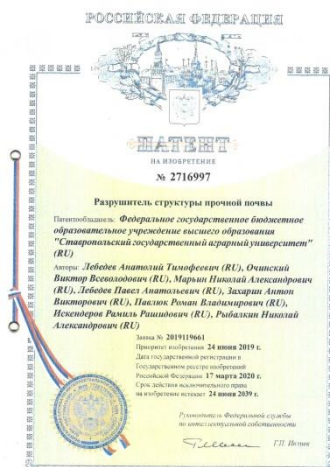 РОССИЙСКАЯ ФЕДЕРАЦИЯ
ПАТЕНТ
НА ИЗОБРЕТЕНИЕ
№ 2716997
Разрушитель структуры прочной почвы
Патентообладатель: Федеральное государственное бюджетное
образовательное учреждение высшего образования
"Ставропольский государственный аграрный университет"
(RU)
Авторы: Лебедев Анатолий Тимофеевич (RU), Очинский
Виктор Всеволодович (RU), Марьин Николай Александрович
(RU), Лебедев Павел Анатольевич (RU), Захарин Антон
Викторович (RU), Павлюк Роман Владимирович (RU),
Искендеров Рамиль Рашидович (RU), Рыбалкин Николай
Александрович (RU)
Заявка № 2019119661
Приоритет изобретения 24 июня 2019 г.
Дата государственной регистрации в
Государственном реестре изобретений
Российской Федерации 17 марта 2020 г.
Срок действия исключительного права
на изобретение истекает 24 июня 2039 г.
Руководитель Федеральной службы
по интеллектуальной собственности
Г.П. Ивлиев